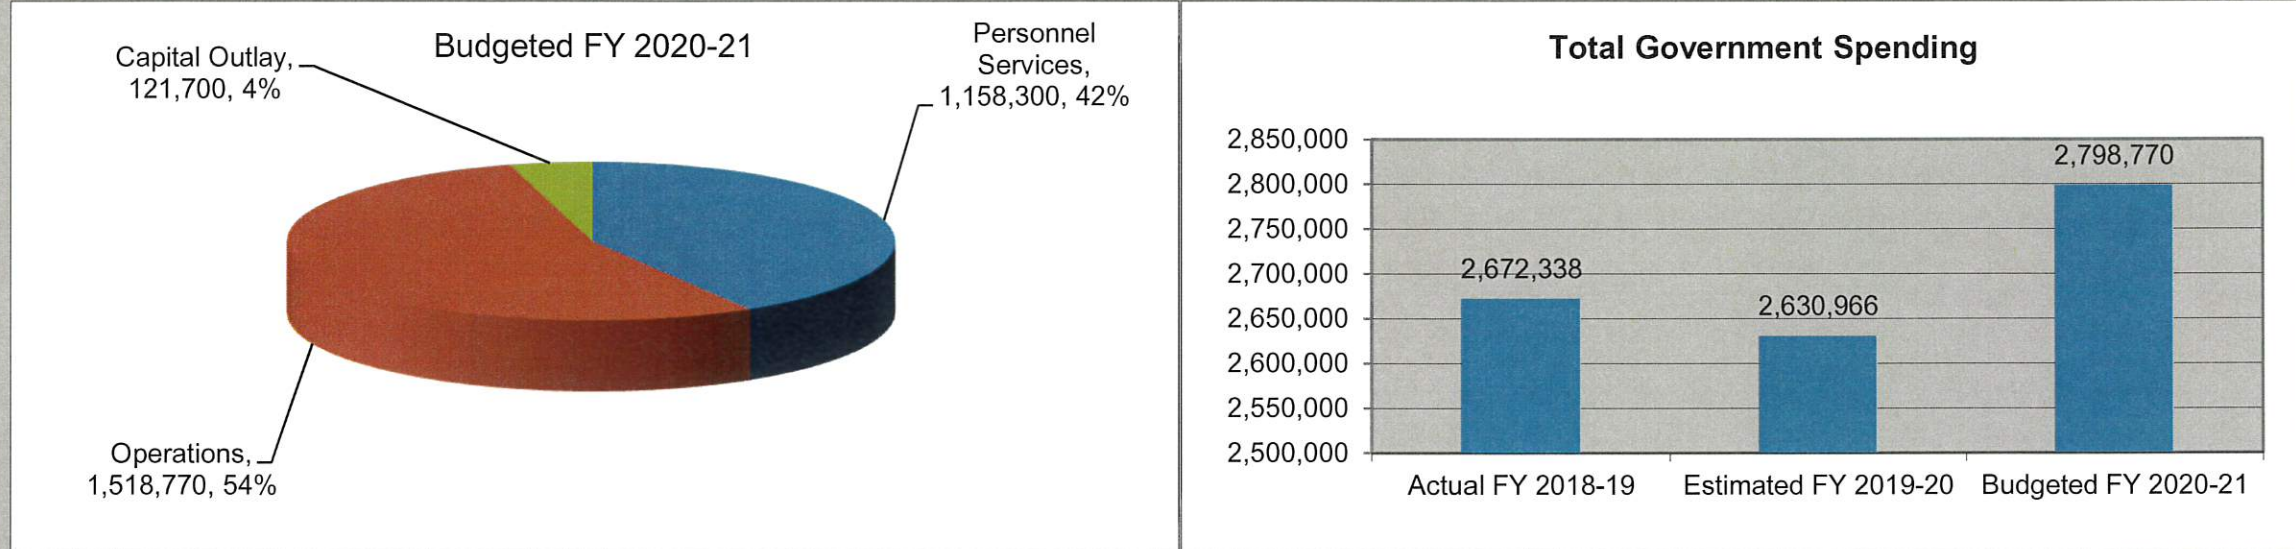 Budgeted FY 2020-21
Capital Outlay,
121,700, 4%
Personnel
Services,
1,158,300, 42%
Operations,
1,518,770, 54%
Total Government Spending
2,850,000
2,800,000
2,750,000
2,700,000
2,650,000
2,600,000
2,550,000
2,500,000
2,672,338
2,630,966
2,798,770
Actual FY 2018-19
Estimated FY 2019-20
Budgeted FY 2020-21